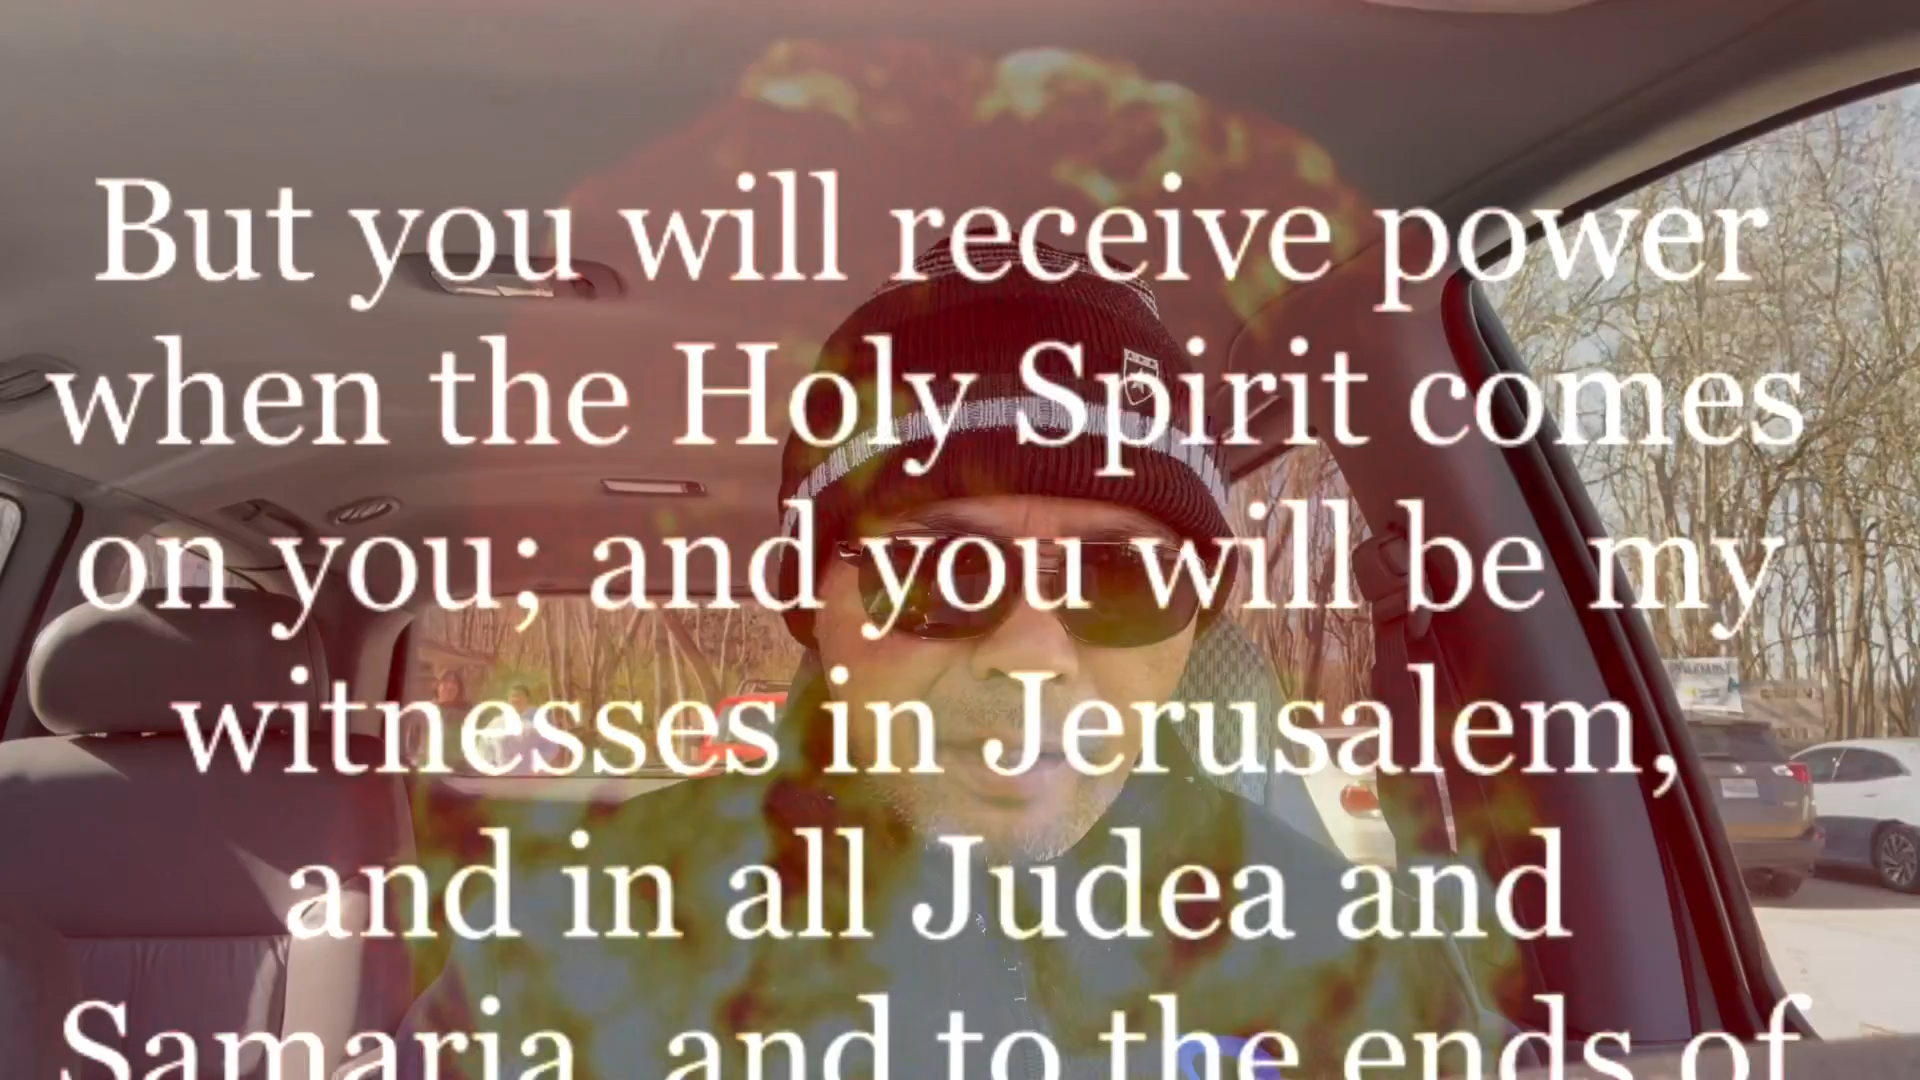 But you will receive power
when the Holy Spirit comes
on you; and you will be my
witnesses in Jerusalem,
and in all Judea and
Samaria, and to the ends of